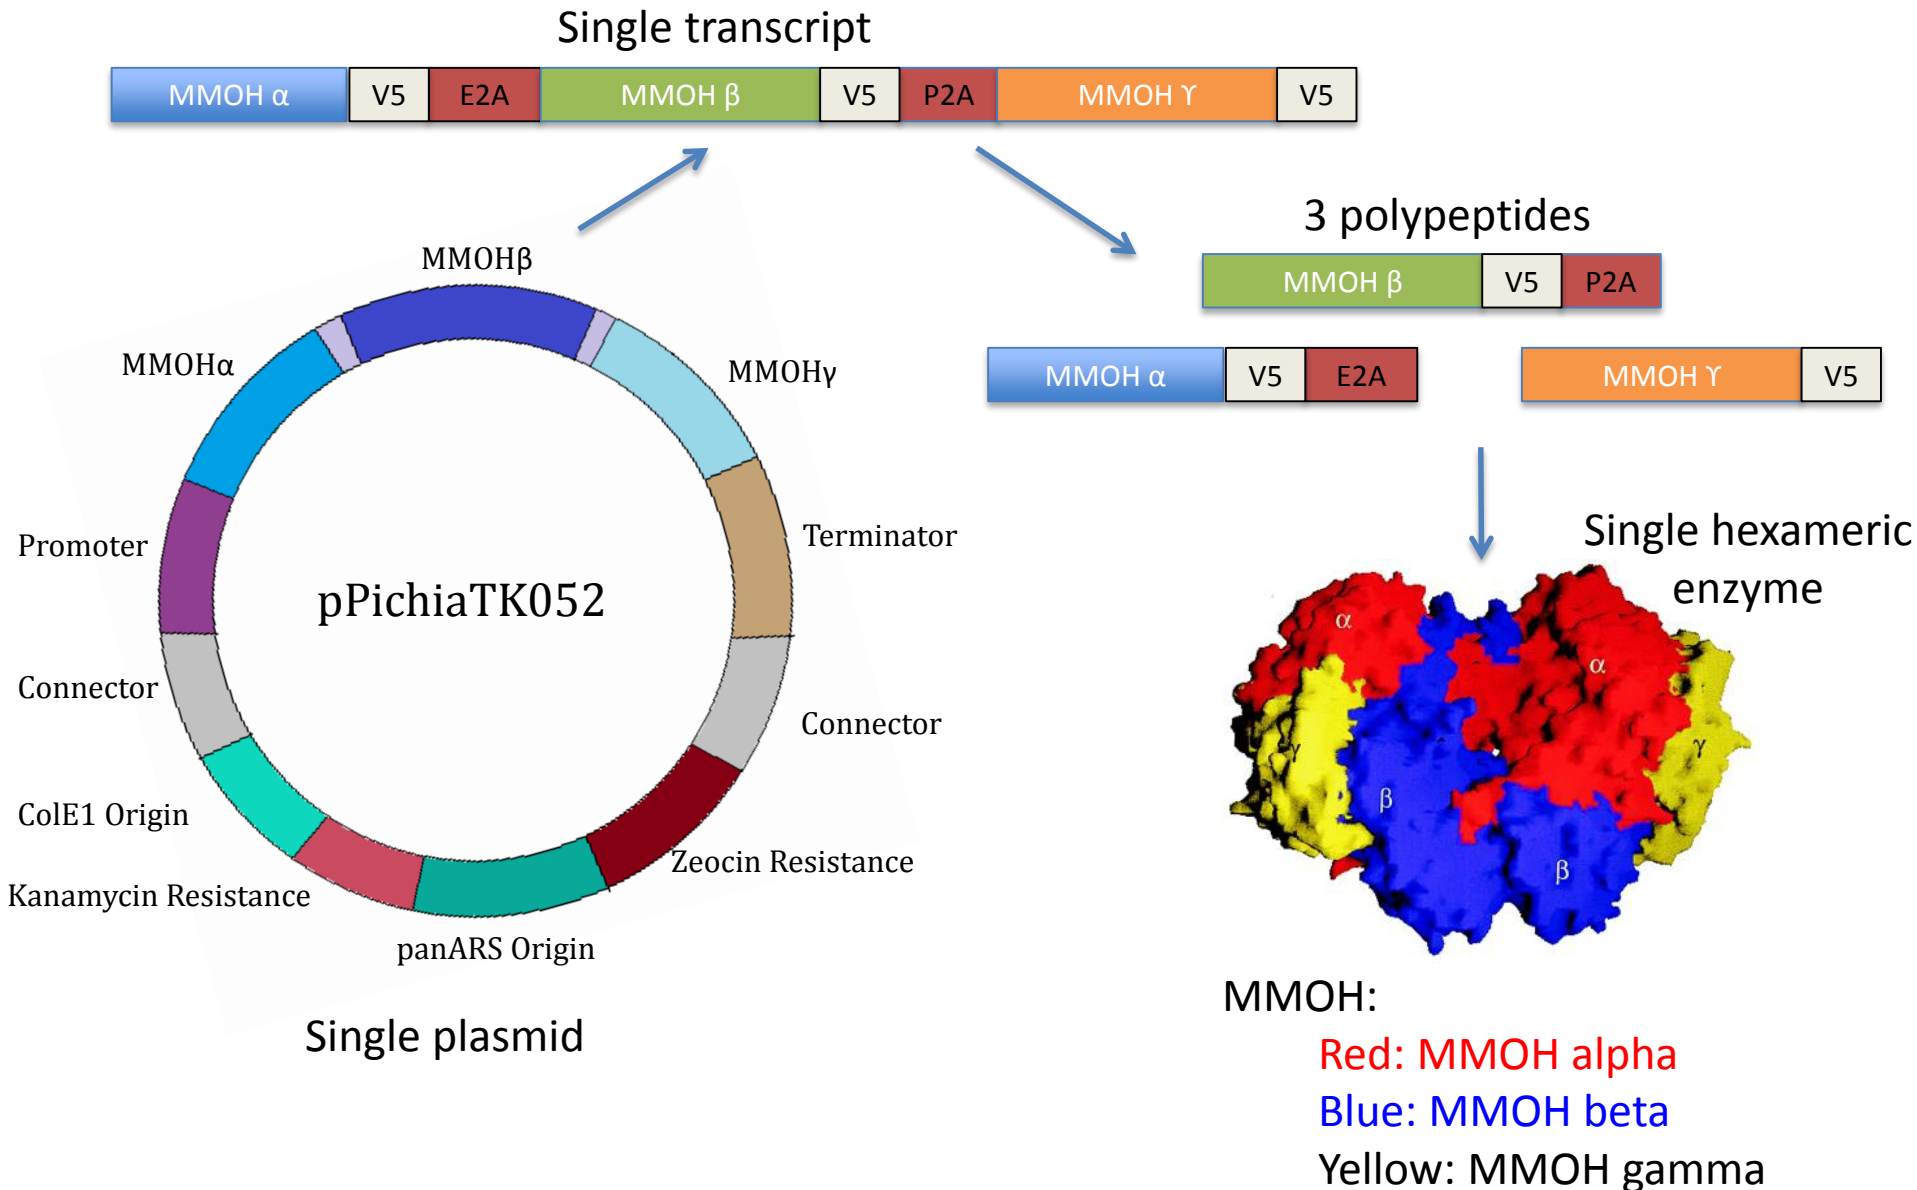 Single transcript
MMOH α V5 E2A MMOH β V5 P2A MMOH ϒ V5
3 polypeptides
MMOH β V5 P2A
MMOH α V5 E2A MMOH ϒ V5
MMOHβ
MMOHα
MMOHγ
Promoter
Terminator
pPichiaTK052
Connector
Connector
ColE1 Origin
Zeocin Resistance
Kanamycin Resistance
panARS Origin
Single plasmid
Single hexameric
enzyme
α
α
γ
γ
β
β
MMOH:
Red: MMOH alpha
Blue: MMOH beta
Yellow: MMOH gamma